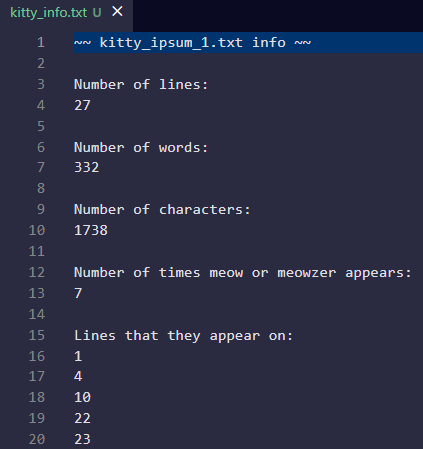 kitty_info.txt U ×
1 ~~ kitty_ipsum_1.txt info ~~
2
3 Number of lines:
4 27
5
6 Number of words:
7 332
8
9 Number of characters:
10 1738
11
12 Number of times meow or meowzer appears:
13 7
14
15 Lines that they appear on:
16 1
17 4
18 10
19 22
20 23